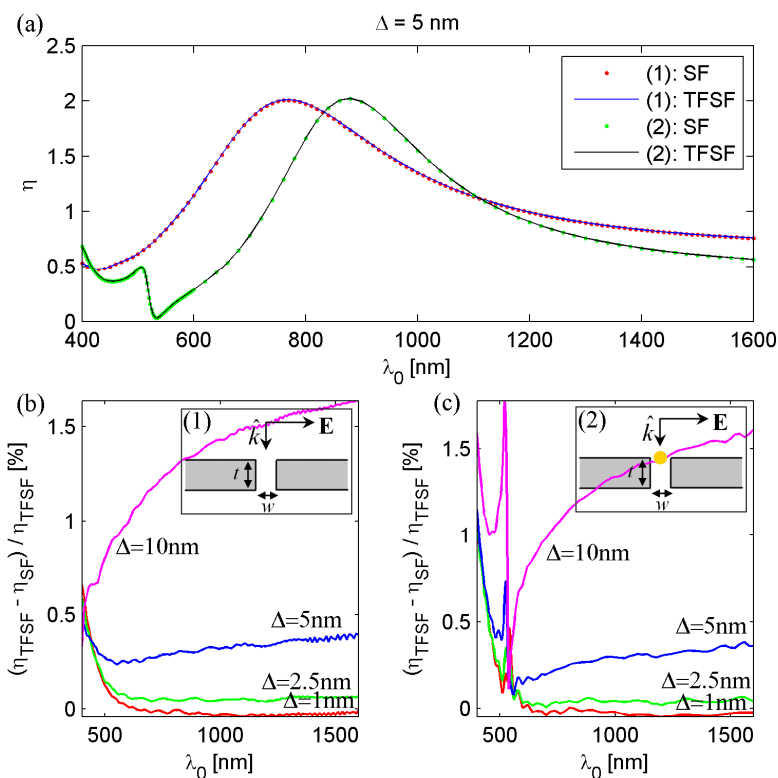 (a)
Δ = 5 nm
η
2.5
2
1.5
1
0.5
0
(1): SF
(1): TFSF
(2): SF
(2): TFSF
400 600 800 1000 1200 1400 1600
λ0 [nm]
(b)
(ηTFSF - ηSF) / ηTFSF [%]
1.5
1
0.5
0
(1)
k̂
E
t
w
Δ=10nm
Δ=5nm
Δ=2.5nm
Δ=1nm
500 1000 1500
λ0 [nm]
(c)
(ηTFSF - ηSF) / ηTFSF [%]
1.5
1
0.5
0
(2)
k̂
E
t
w
Δ=10nm
Δ=5nm
Δ=2.5nm
Δ=1nm
500 1000 1500
λ0 [nm]